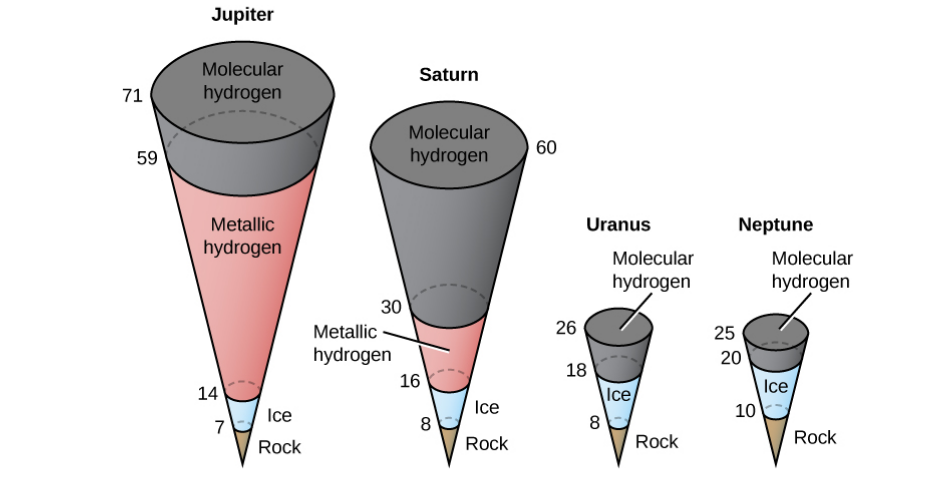 Jupiter
Molecular
hydrogen
71
59
Metallic
hydrogen
14
Ice
7
Rock
Saturn
Molecular
hydrogen
60
30
Metallic
hydrogen
16
Ice
8
Rock
Uranus
Molecular
hydrogen
26
18
Ice
8
Rock
Neptune
Molecular
hydrogen
25
20
Ice
10
Rock